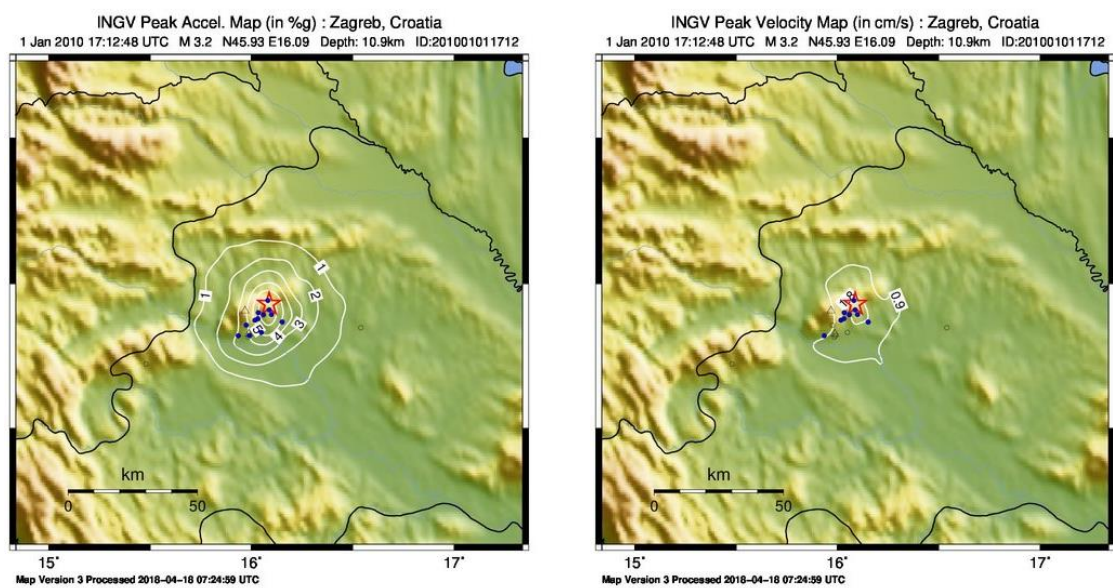 INGV Peak Accel. Map (in %g) : Zagreb, Croatia
1 Jan 2010 17:12:48 UTC M 3.2 N45.93 E16.09 Depth: 10.9km ID:201001011712
1
1
2
3
4
5
km
0 50
15° 16° 17°
Map Version 3 Processed 2018-04-18 07:24:59 UTC
INGV Peak Velocity Map (in cm/s) : Zagreb, Croatia
1 Jan 2010 17:12:48 UTC M 3.2 N45.93 E16.09 Depth: 10.9km ID:201001011712
0.9
km
0 50
15° 16° 17°
Map Version 3 Processed 2018-04-18 07:24:59 UTC